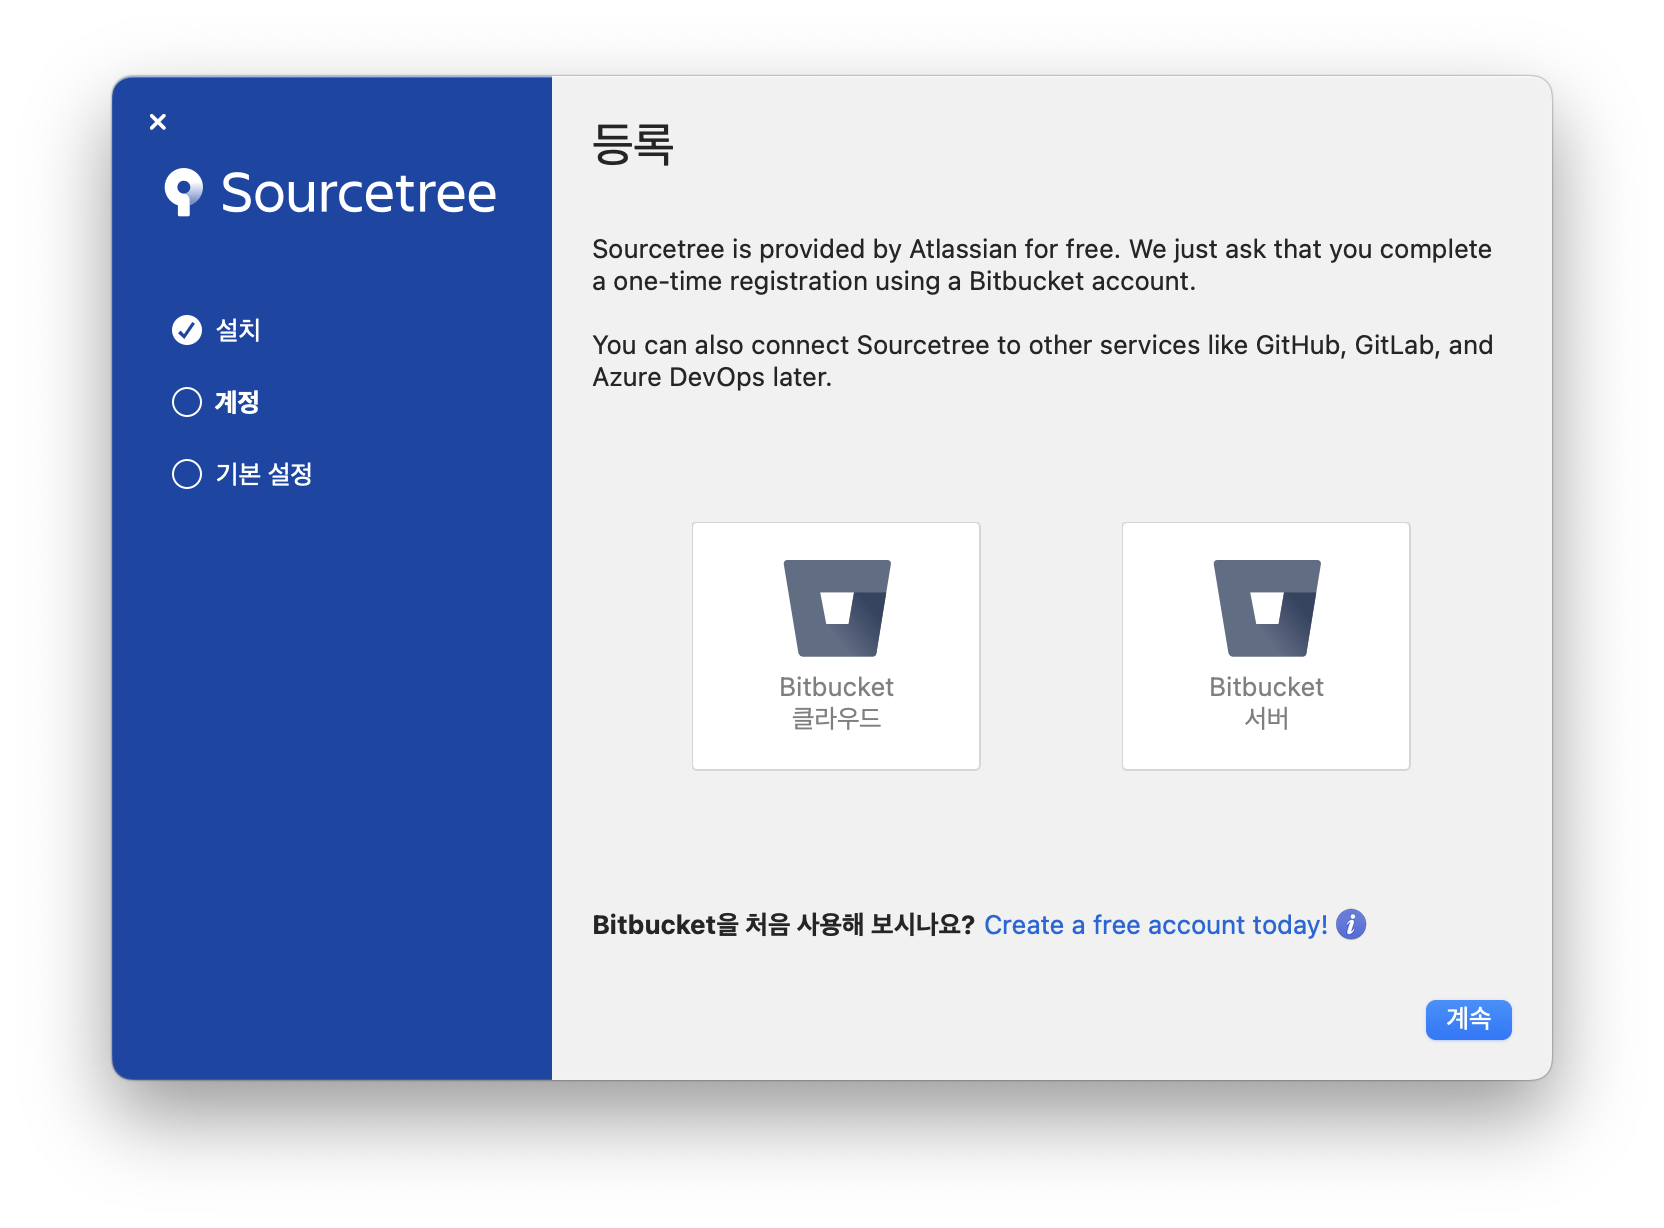 Sourcetree
설치
계정
기본 설정
등록
Sourcetree is provided by Atlassian for free. We just ask that you complete
a one-time registration using a Bitbucket account.
You can also connect Sourcetree to other services like GitHub, GitLab, and
Azure DevOps later.
Bitbucket
클라우드
Bitbucket
서버
Bitbucket을 처음 사용해 보시나요? Create a free account today!
계속